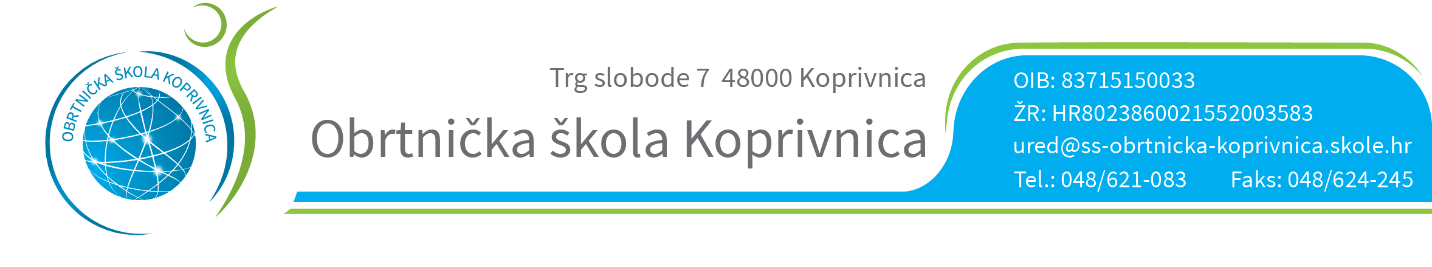 OBRTNIČKA ŠKOLA KOPRIVNICA
Trg slobode 7  48000 Koprivnica
Obrtnička škola Koprivnica
OIB: 83715150033
ŽR: HR8023860021552003583
ured@ss-obrtnicka-koprivnica.skole.hr
Tel.: 048/621-083 Faks: 048/624-245